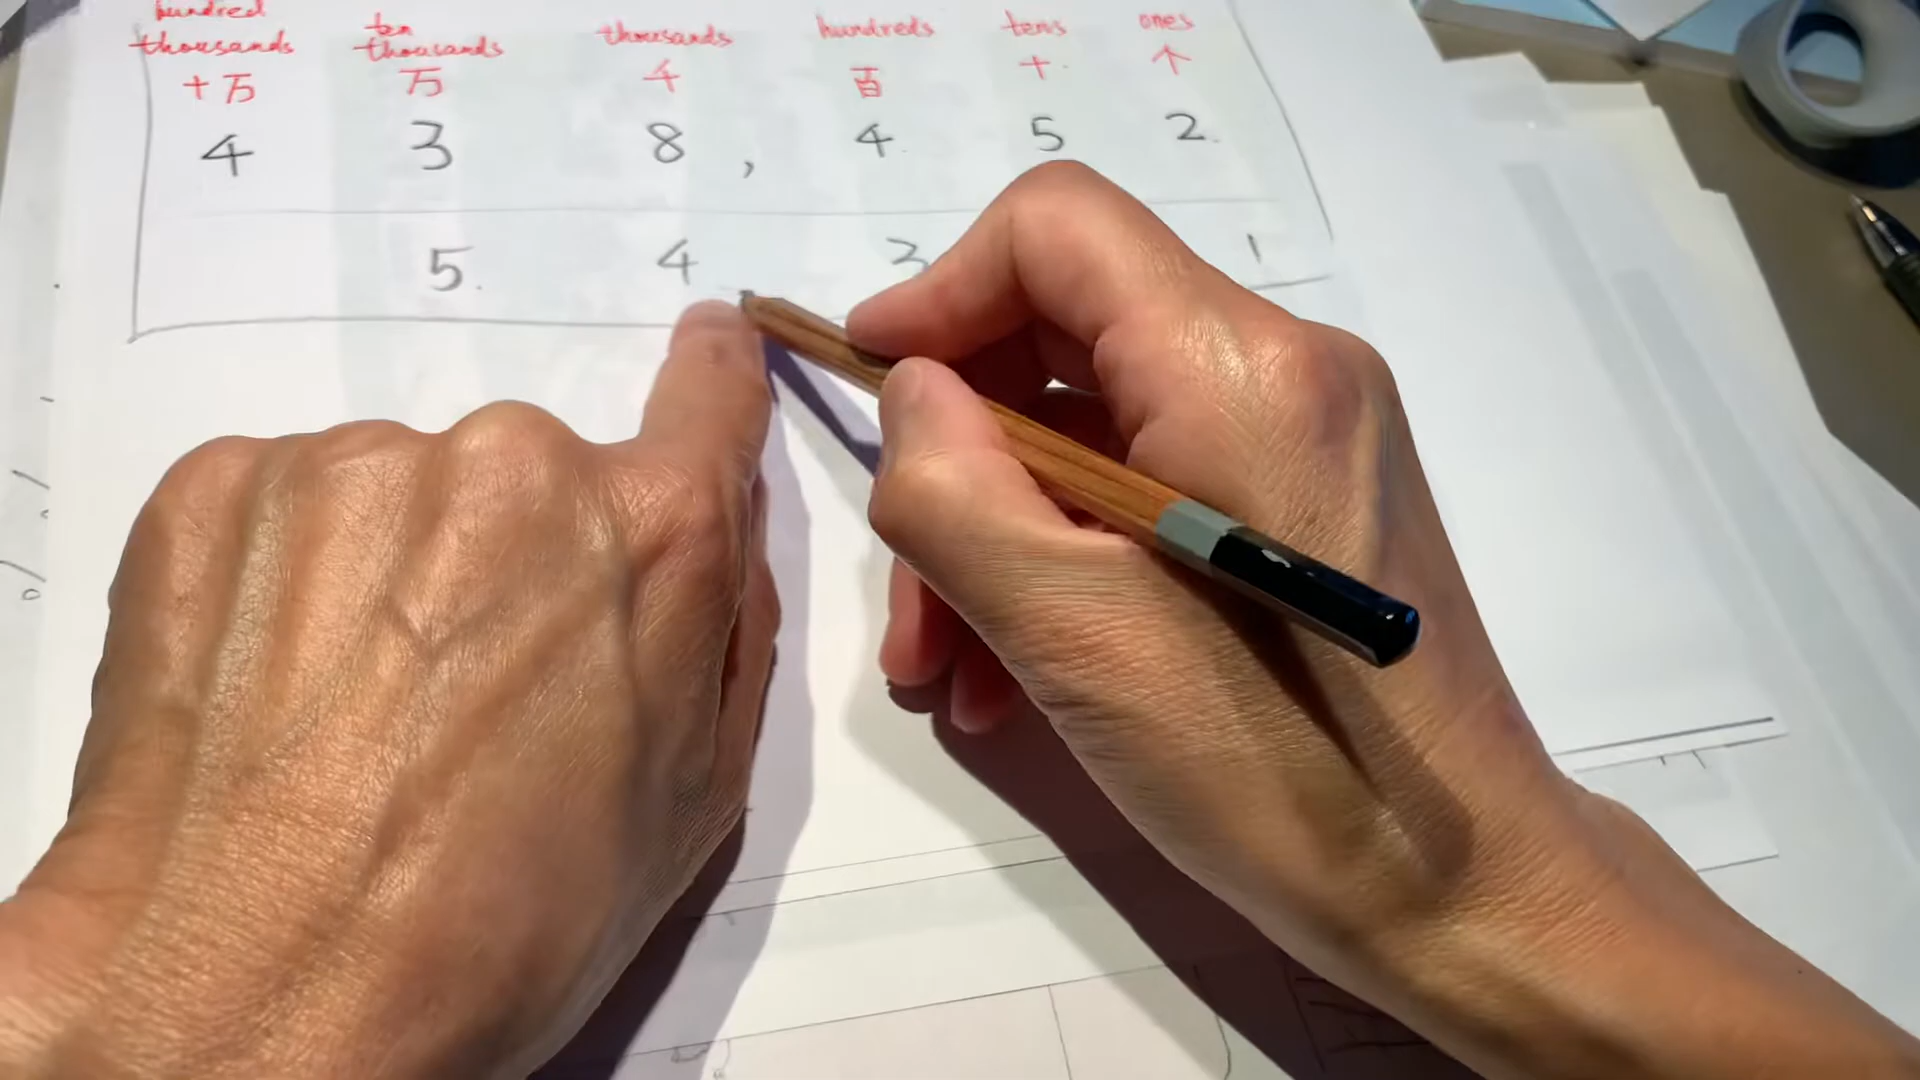 hundred ten
thousands thousands thousands hundreds tens ones
十万 万 千 百 十 个
4 3 8 , 4 5 2
5 4 3 1